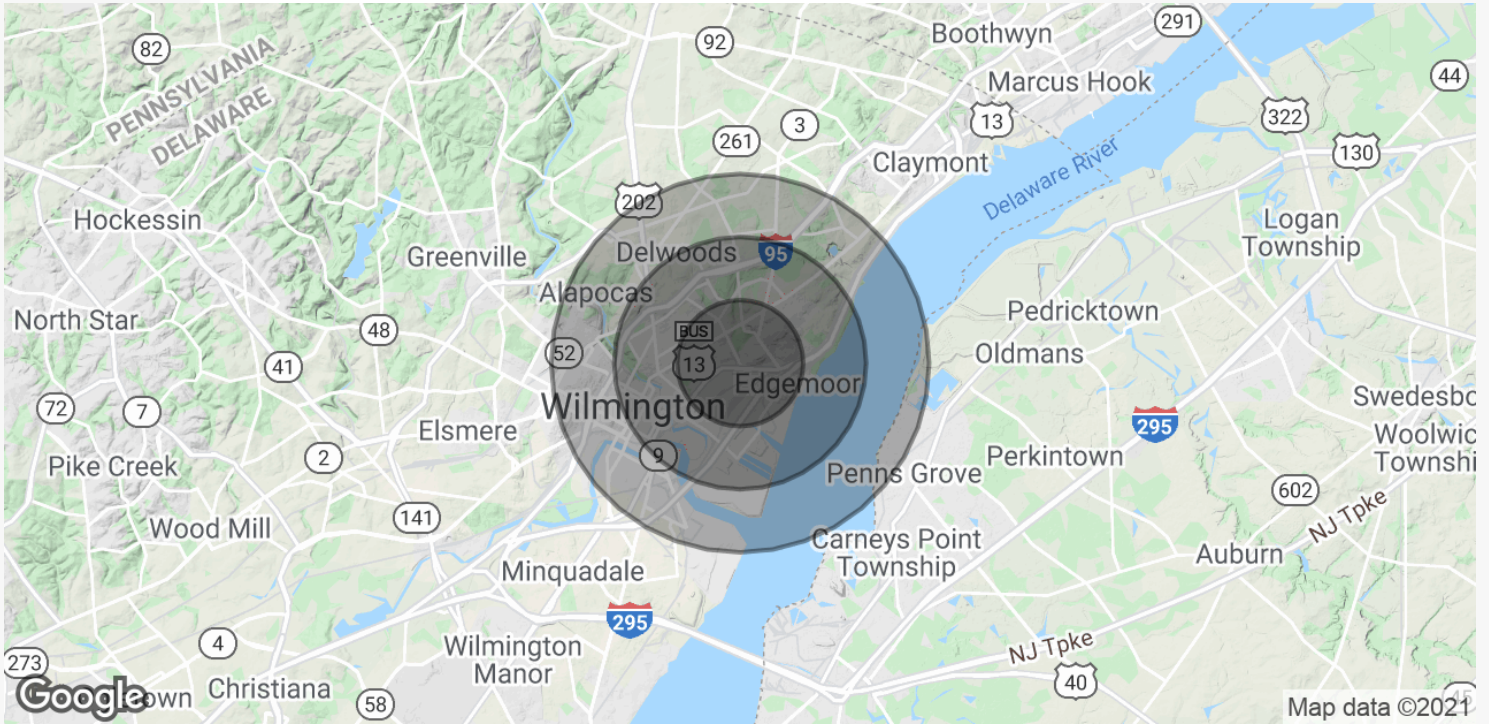 291
Boothwyn
82
92
PENNSYLVANIA
DELAWARE
Marcus Hook
44
13
322
3
261
130
Claymont
Delaware River
202
Hockessin
Logan
Township
Greenville
Delwoods
95
Alapocas
Pedricktown
North Star
48
BUS
52
13
Oldmans
41
Edgemoor
Swedesbo
72
7
Wilmington
295
Elsmere
Woolwic
Townshi
2
9
Pike Creek
Penns Grove
Perkintown
602
NJ Tpke
141
Wood Mill
Carneys Point
Township
Auburn
Minquadale
295
4
Wilmington
Manor
NJ Tpke
273
40
Google
town
Christiana
58
Map data ©2021
45